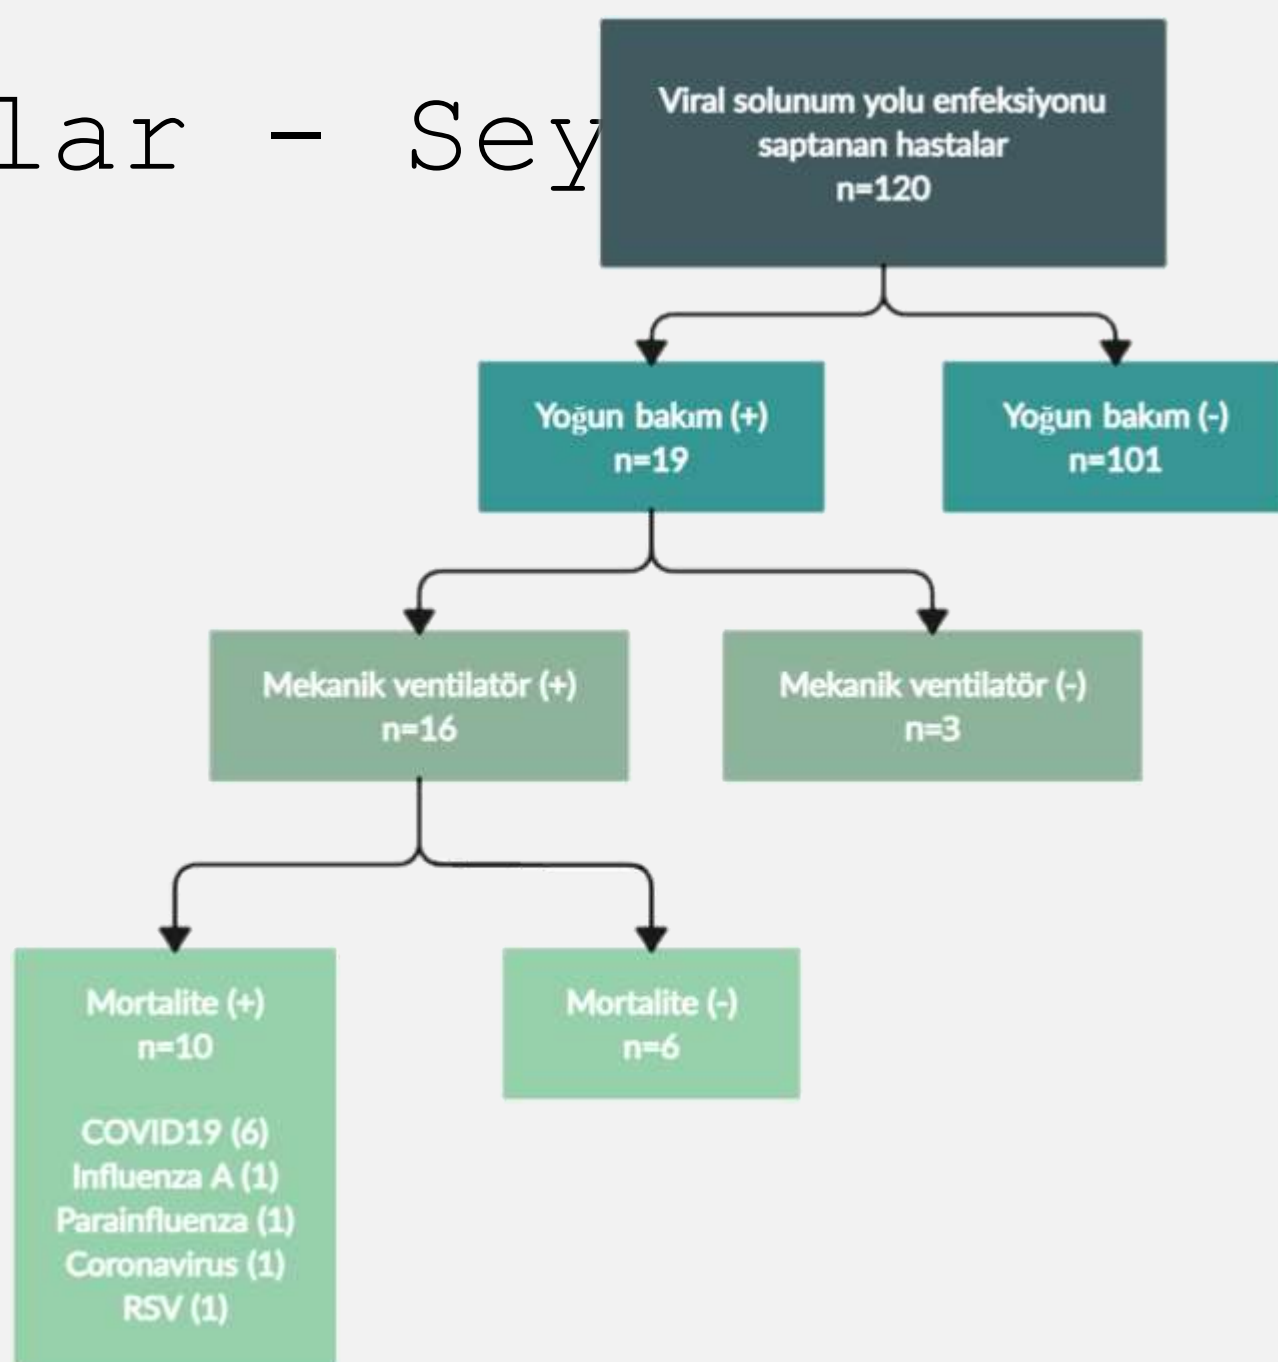 lar - Sey
Viral solunum yolu enfeksiyonu
saptanan hastalar
n=120
Yoğun bakım (+)
n=19
Yoğun bakım (-)
n=101
Mekanik ventilatör (+)
n=16
Mekanik ventilatör (-)
n=3
Mortalite (+)
n=10
COVID19 (6)
Influenza A (1)
Parainfluenza (1)
Coronavirus (1)
RSV (1)
Mortalite (-)
n=6